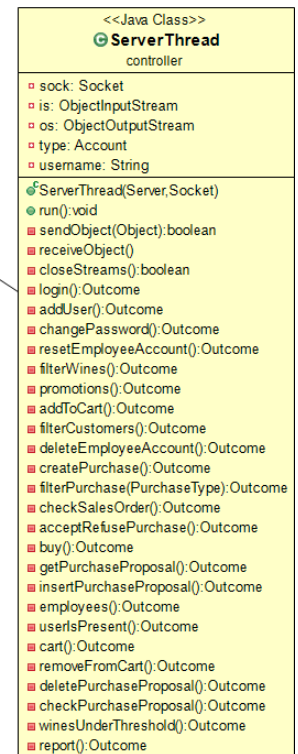 <<Java Class>>
ServerThread
controller
sock: Socket
is: ObjectInputStream
os: ObjectOutputStream
type: Account
username: String
ServerThread(Server,Socket)
run():void
sendObject(Object):boolean
receiveObject()
closeStreams():boolean
login():Outcome
addUser():Outcome
changePassword():Outcome
resetEmployeeAccount():Outcome
filterWines():Outcome
promotions():Outcome
addToCart():Outcome
filterCustomers():Outcome
deleteEmployeeAccount():Outcome
createPurchase():Outcome
filterPurchase(PurchaseType):Outcome
checkSalesOrder():Outcome
acceptRefusePurchase():Outcome
buy():Outcome
getPurchaseProposal():Outcome
insertPurchaseProposal():Outcome
employees():Outcome
userIsPresent():Outcome
cart():Outcome
removeFromCart():Outcome
deletePurchaseProposal():Outcome
checkPurchaseProposal():Outcome
winesUnderThreshold():Outcome
report():Outcome